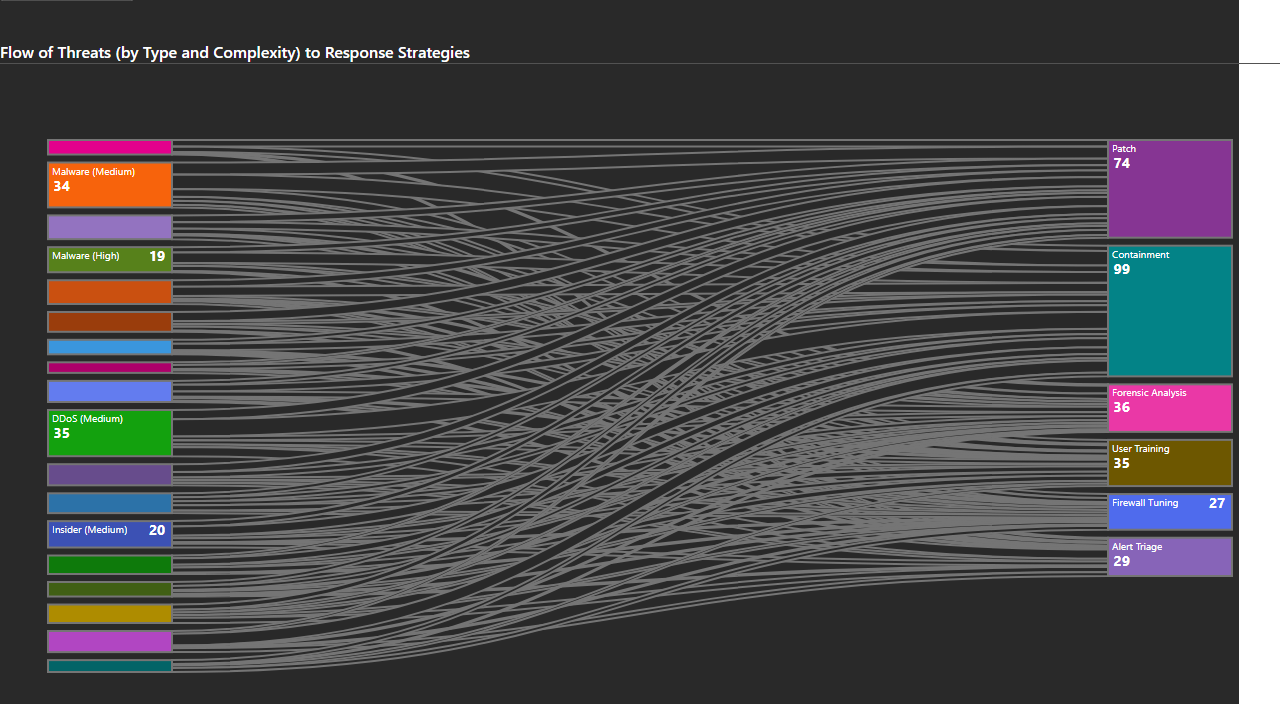 Flow of Threats (by Type and Complexity) to Response Strategies
Malware (Medium)
34
Malware (High) 19
DDoS (Medium)
35
Insider (Medium) 20
Patch
74
Containment
99
Forensic Analysis
36
User Training
35
Firewall Tuning 27
Alert Triage
29